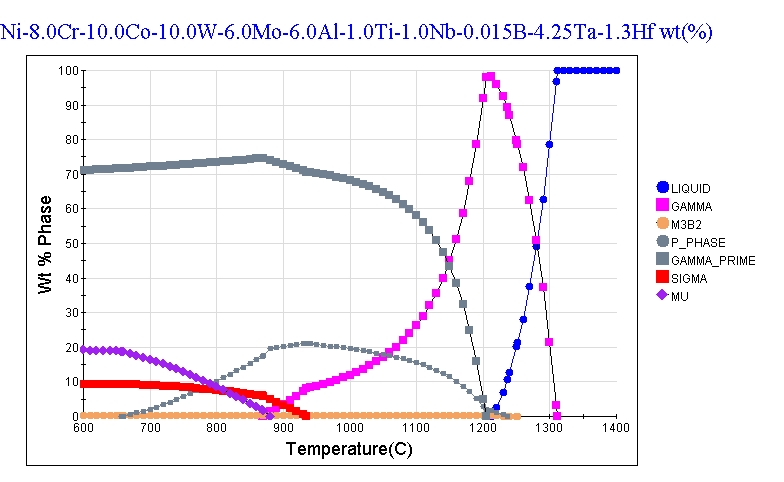 Ni-8.0Cr-10.0Co-10.0W-6.0Mo-6.0Al-1.0Ti-1.0Nb-0.015B-4.25Ta-1.3Hf wt(%)
100
90
80
70
60
50
40
30
20
10
0
Wt % Phase
600 700 800 900 1000 1100 1200 1300 1400
Temperature(C)
LIQUID
GAMMA
M3B2
P_PHASE
GAMMA_PRIME
SIGMA
MU